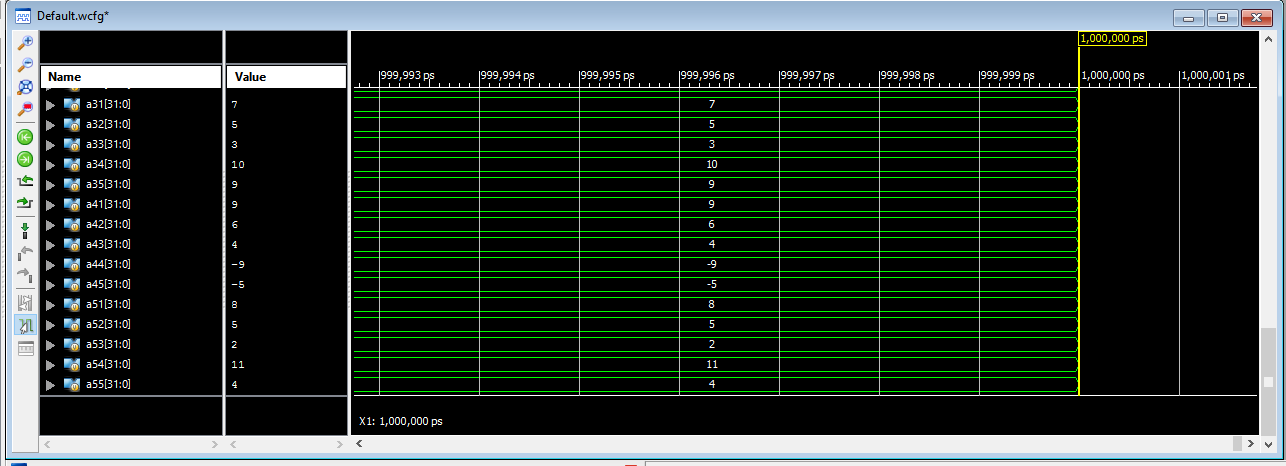 Default.wcfg*
1,000,000 ps
Name Value 999,993 ps 999,994 ps 999,995 ps 999,996 ps 999,997 ps 999,998 ps 999,999 ps 1,000,000 ps 1,000,001 ps
a31[31:0] 7 7
a32[31:0] 5 5
a33[31:0] 3 3
a34[31:0] 10 10
a35[31:0] 9 9
a41[31:0] 9 9
a42[31:0] 6 6
a43[31:0] 4 4
a44[31:0] -9 -9
a45[31:0] -5 -5
a51[31:0] 8 8
a52[31:0] 5 5
a53[31:0] 2 2
a54[31:0] 11 11
a55[31:0] 4 4
X1: 1,000,000 ps